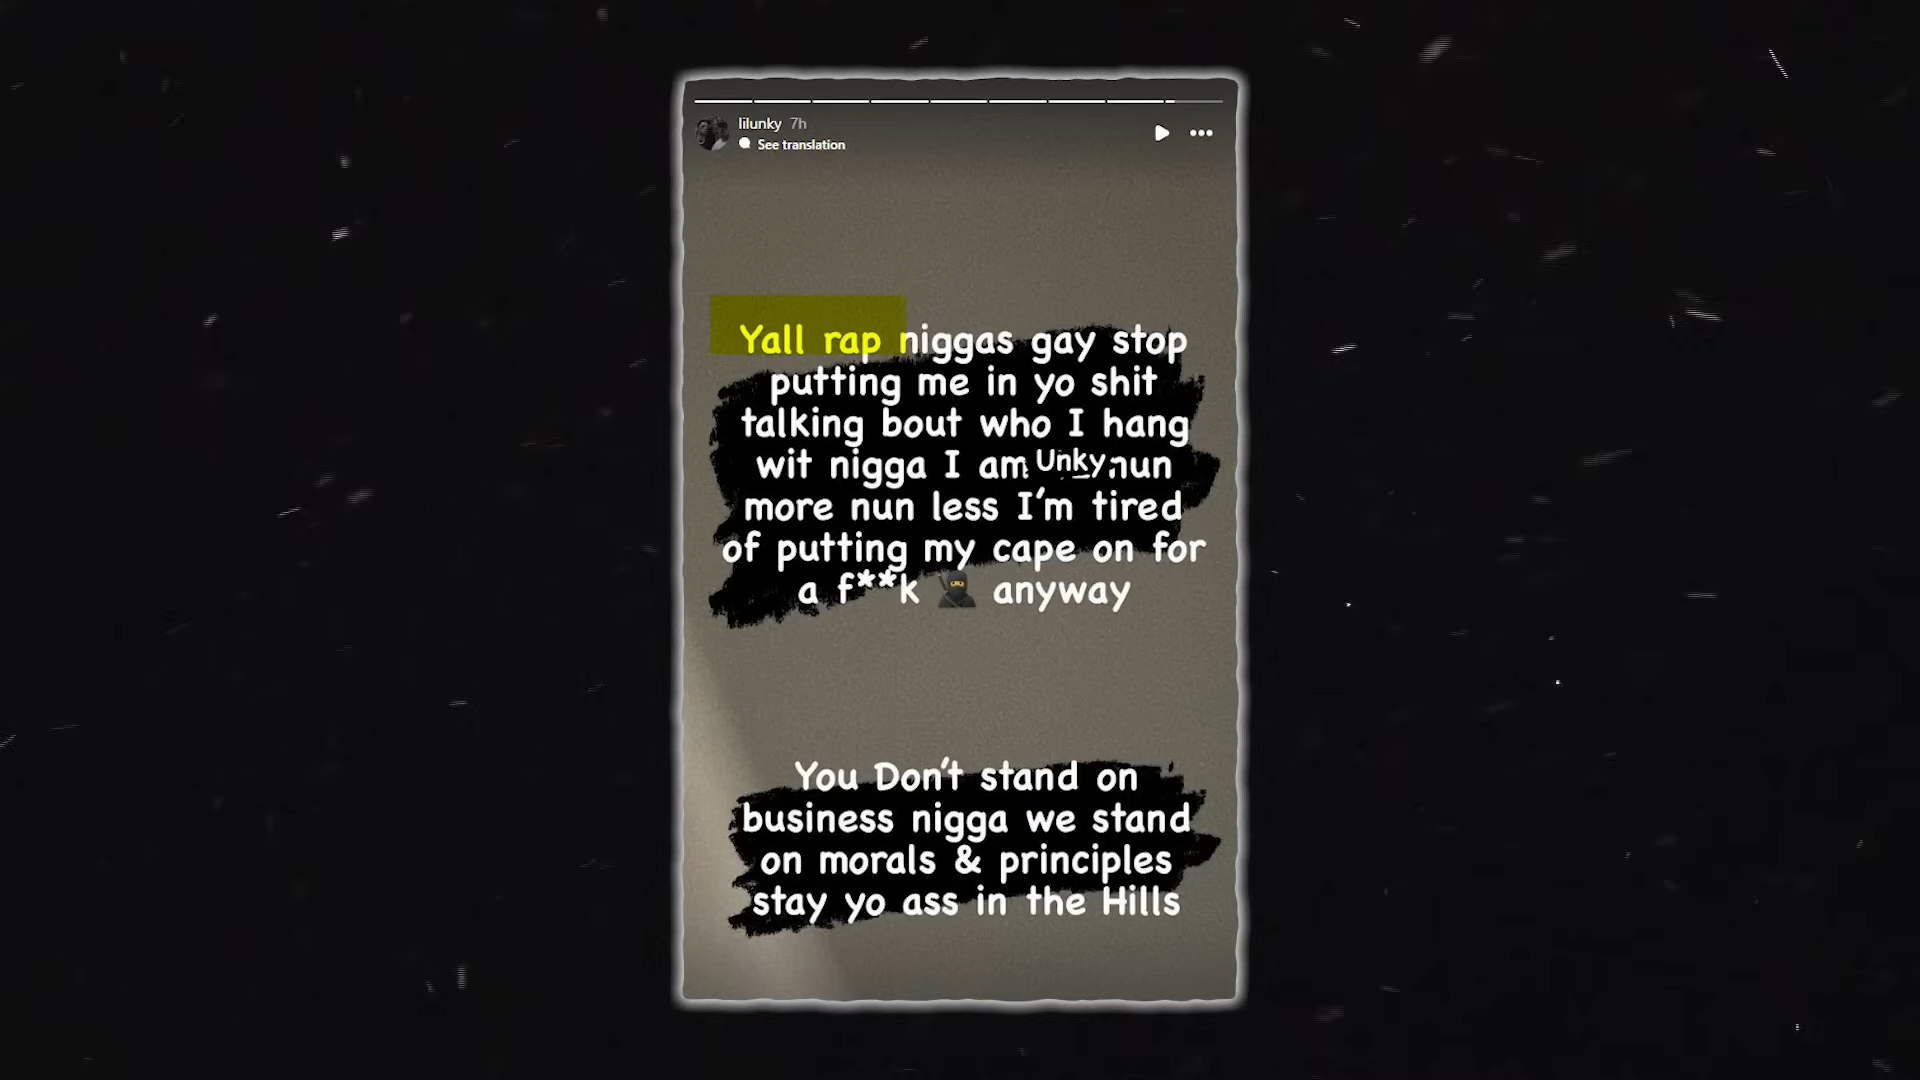 lilunky 7h
See translation
Yall rap niggas gay stop
putting me in yo shit
talking bout who I hang
wit nigga I am Unky nun
more nun less I'm tired
of putting my cape on for
a f**k 🥷 anyway
You Don't stand on
business nigga we stand
on morals & principles
stay yo ass in the Hills